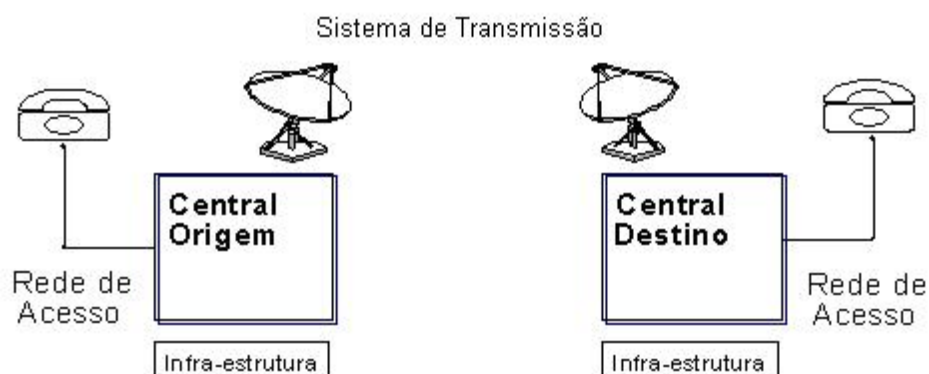 Sistema de Transmissão
Central
Origem
Central
Destino
Rede de
Acesso
Rede de
Acesso
Infra-estrutura
Infra-estrutura